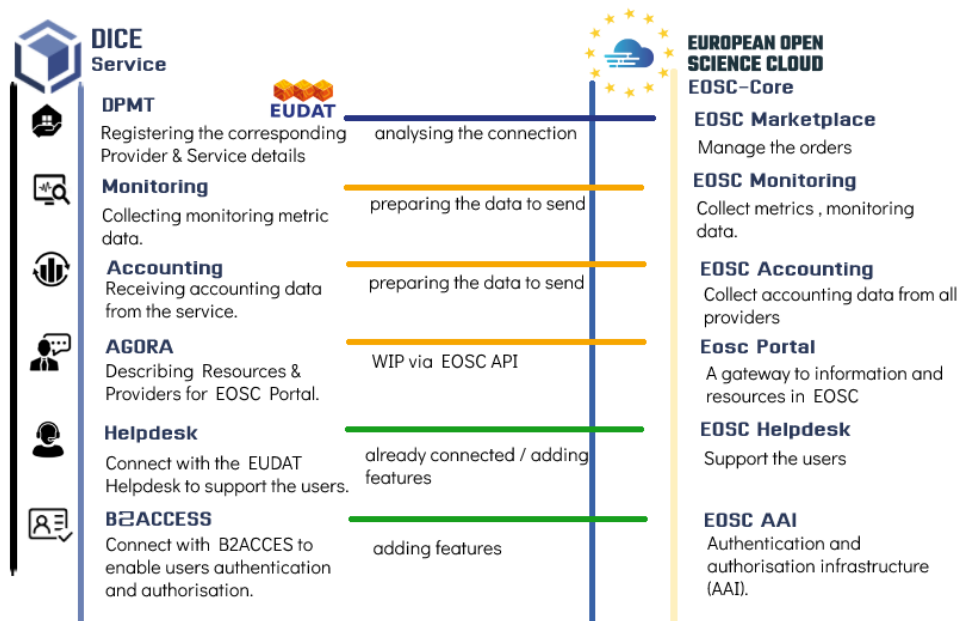 DICE
Service
EUROPEAN OPEN
SCIENCE CLOUD
EOSC-Core
EUDAT
DPMT
Registering the corresponding
Provider & Service details
analysing the connection
EOSC Marketplace
Manage the orders
Monitoring
Collecting monitoring metric
data.
preparing the data to send
EOSC Monitoring
Collect metrics , monitoring
data.
Accounting
Receiving accounting data
from the service.
preparing the data to send
EOSC Accounting
Collect accounting data from all
providers
AGORA
Describing Resources &
Providers for EOSC Portal.
WIP via EOSC API
Eosc Portal
A gateway to information and
resources in EOSC
Helpdesk
Connect with the EUDAT
Helpdesk to support the users.
already connected / adding
features
EOSC Helpdesk
Support the users
B2ACCESS
Connect with B2ACCES to
enable users authentication
and authorisation.
adding features
EOSC AAI
Authentication and
authorisation infrastructure
(AAI).